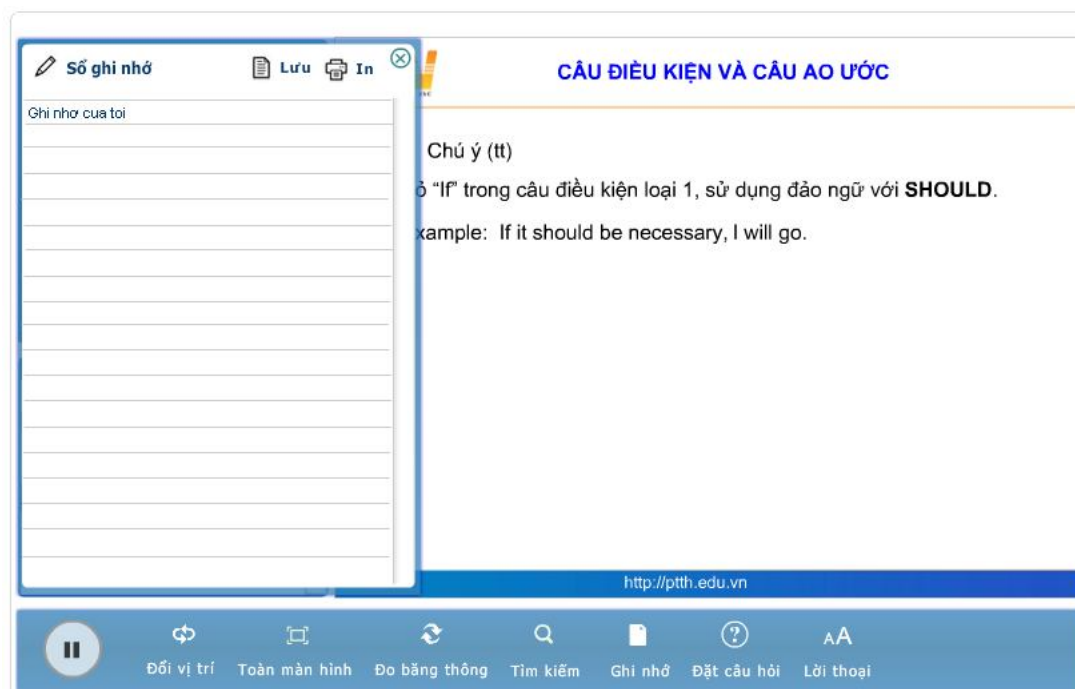 Sổ ghi nhớ
Lưu
In
Ghi nhơ cua toi
CÂU ĐIỀU KIỆN VÀ CÂU AO ƯỚC
Chú ý (tt)
“If” trong câu điều kiện loại 1, sử dụng đảo ngữ với SHOULD.
If it should be necessary, I will go.
http://ptth.edu.vn
Đổi vị trí
Toàn màn hình
Đo băng thông
Tìm kiếm
Ghi nhớ
Đặt câu hỏi
AA
Lời thoại